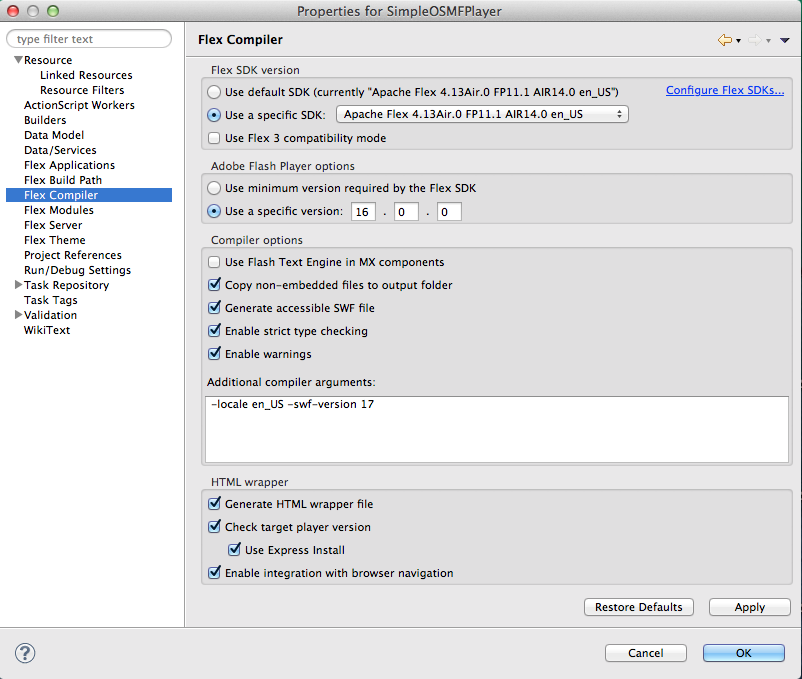 Properties for SimpleOSMFPlayer
type filter text
Resource
Linked Resources
Resource Filters
ActionScript Workers
Builders
Data Model
Data/Services
Flex Applications
Flex Build Path
Flex Compiler
Flex Modules
Flex Server
Flex Theme
Project References
Run/Debug Settings
Task Repository
Task Tags
Validation
WikiText
Flex Compiler
Flex SDK version
Use default SDK (currently "Apache Flex 4.13Air.0 FP11.1 AIR14.0 en_US")
Configure Flex SDKs...
Use a specific SDK: Apache Flex 4.13Air.0 FP11.1 AIR14.0 en_US
Use Flex 3 compatibility mode
Adobe Flash Player options
Use minimum version required by the Flex SDK
Use a specific version: 16 . 0 . 0
Compiler options
Use Flash Text Engine in MX components
Copy non-embedded files to output folder
Generate accessible SWF file
Enable strict type checking
Enable warnings
Additional compiler arguments:
-locale en_US -swf-version 17
HTML wrapper
Generate HTML wrapper file
Check target player version
Use Express Install
Enable integration with browser navigation
Restore Defaults Apply
? Cancel OK